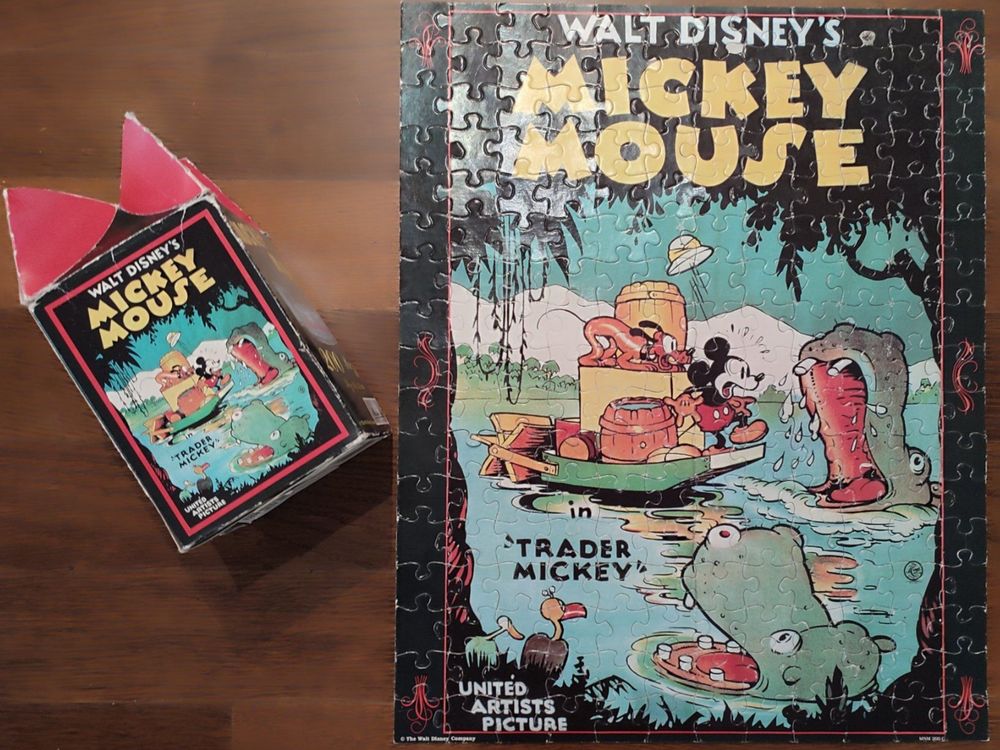 WALT DISNEY'S
MICKEY
MOUSE
in
"TRADER
MICKEY"
UNITED
ARTISTS
PICTURE
WALT DISNEY'S
MICKEY
MOUSE
in
"TRADER
MICKEY"
UNITED
ARTISTS
PICTURE
© The Walt Disney Company